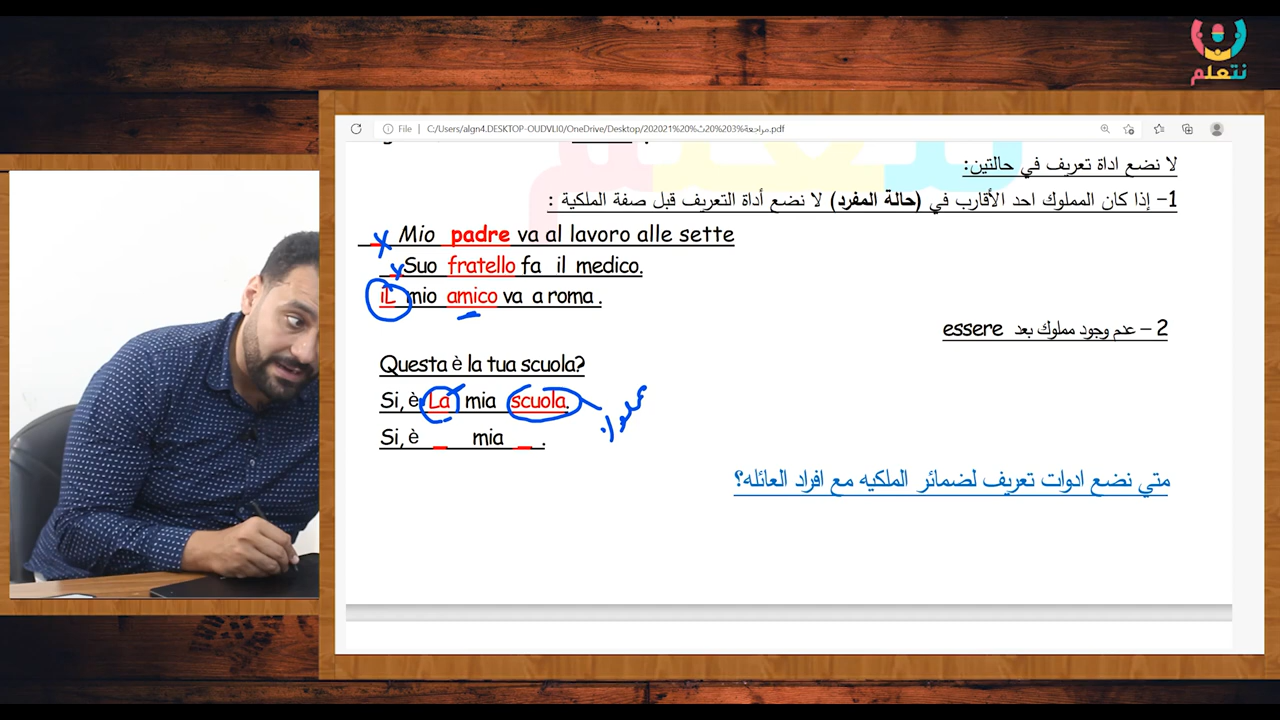 نتعلم
File C:/Users/algn4.DESKTOP-OUDVLI0/OneDrive/Desktop/202021%20%ث20%203%مراجعة.pdf
لا نضع اداة تعريف في حالتين:
1– إذا كان المملوك احد الأقارب في (حالة المفرد) لا نضع أداة التعريف قبل صفة الملكية :
x Mio padre va al lavoro alle sette
x Suo fratello fa il medico.
iL mio amico va a roma .
2 – عدم وجود مملوك بعد essere
Questa è la tua scuola?
Si, è La mia scuola.
Si, è _ mia _ .
متي نضع ادوات تعريف لضمائر الملكيه مع افراد العائله؟